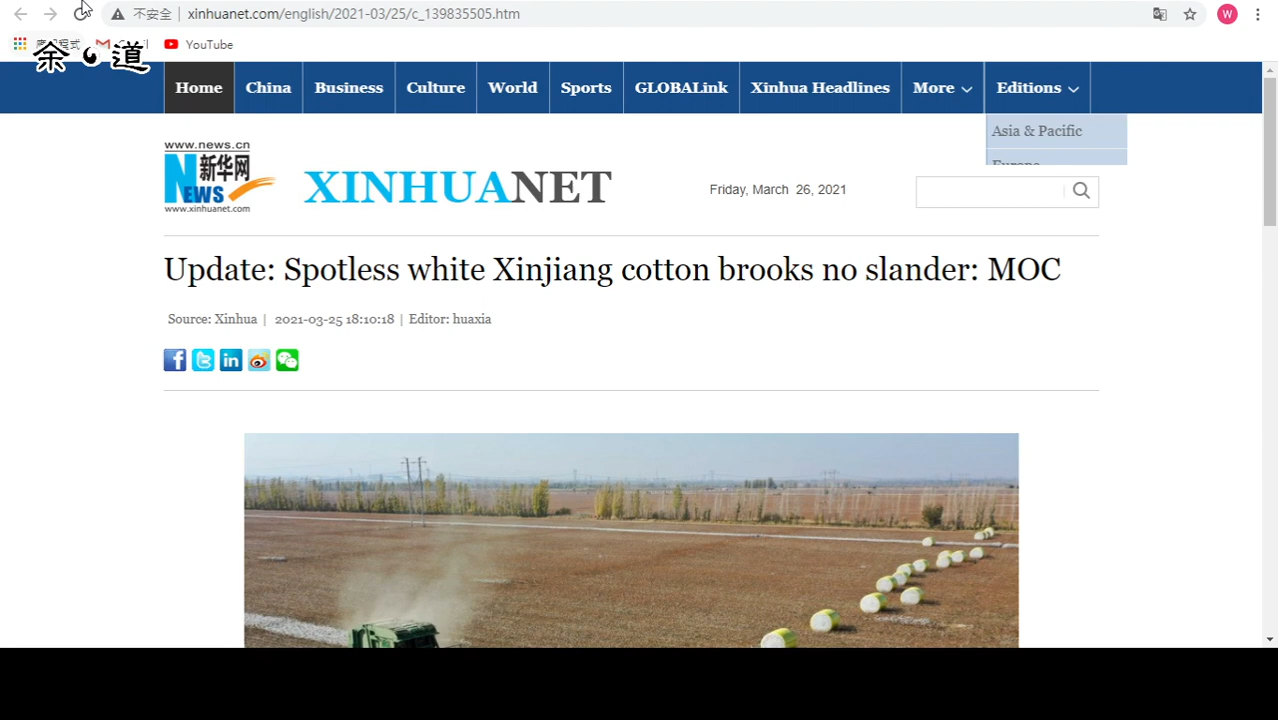 不安全 xinhuanet.com/english/2021-03/25/c_139835505.htm W
余 道
YouTube
Home China Business Culture World Sports GLOBALink Xinhua Headlines More Editions
Asia & Pacific
Europe
www.news.cn
新华网
NEWS
www.xinhuanet.com
XINHUANET
Friday, March 26, 2021
Update: Spotless white Xinjiang cotton brooks no slander: MOC
Source: Xinhua | 2021-03-25 18:10:18 | Editor: huaxia